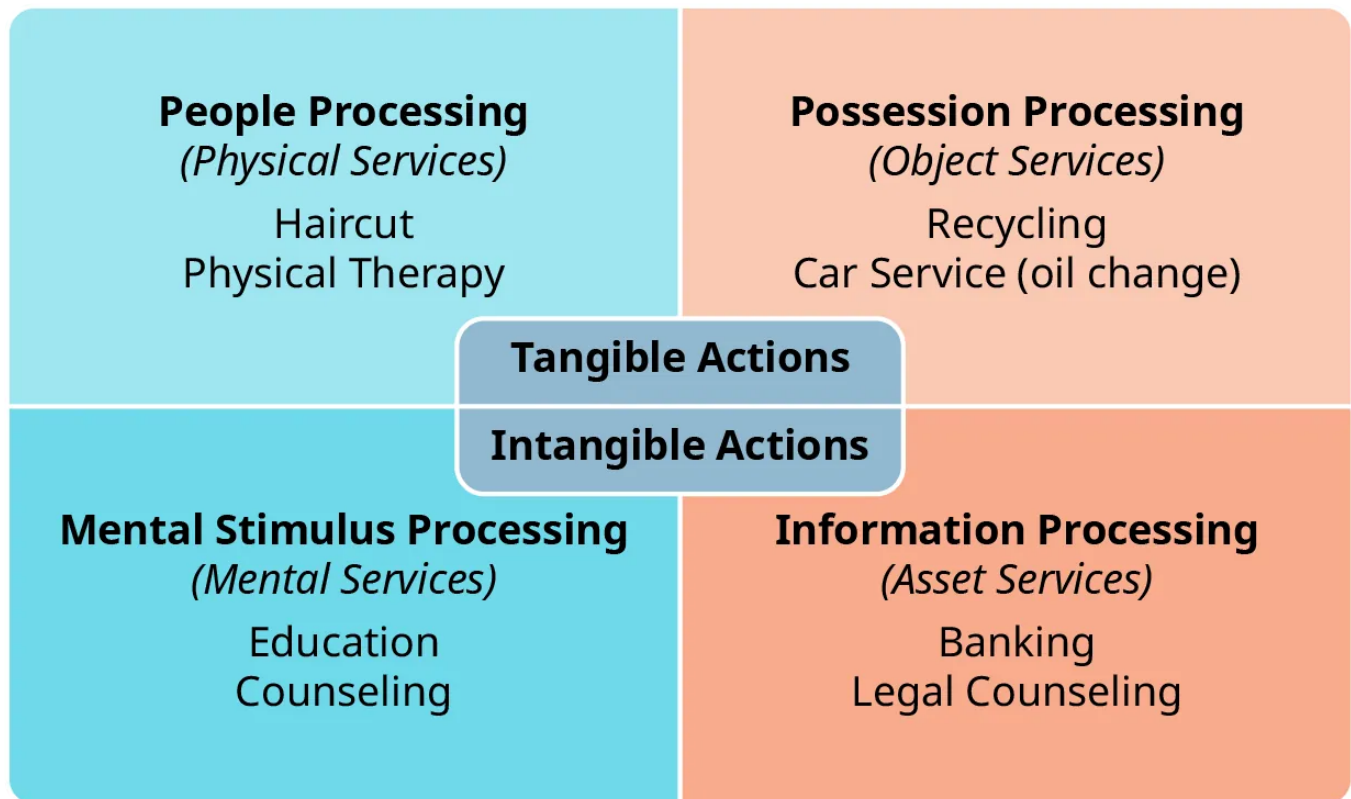 People Processing
(Physical Services)
Haircut
Physical Therapy
Possession Processing
(Object Services)
Recycling
Car Service (oil change)
Tangible Actions
Intangible Actions
Mental Stimulus Processing
(Mental Services)
Education
Counseling
Information Processing
(Asset Services)
Banking
Legal Counseling